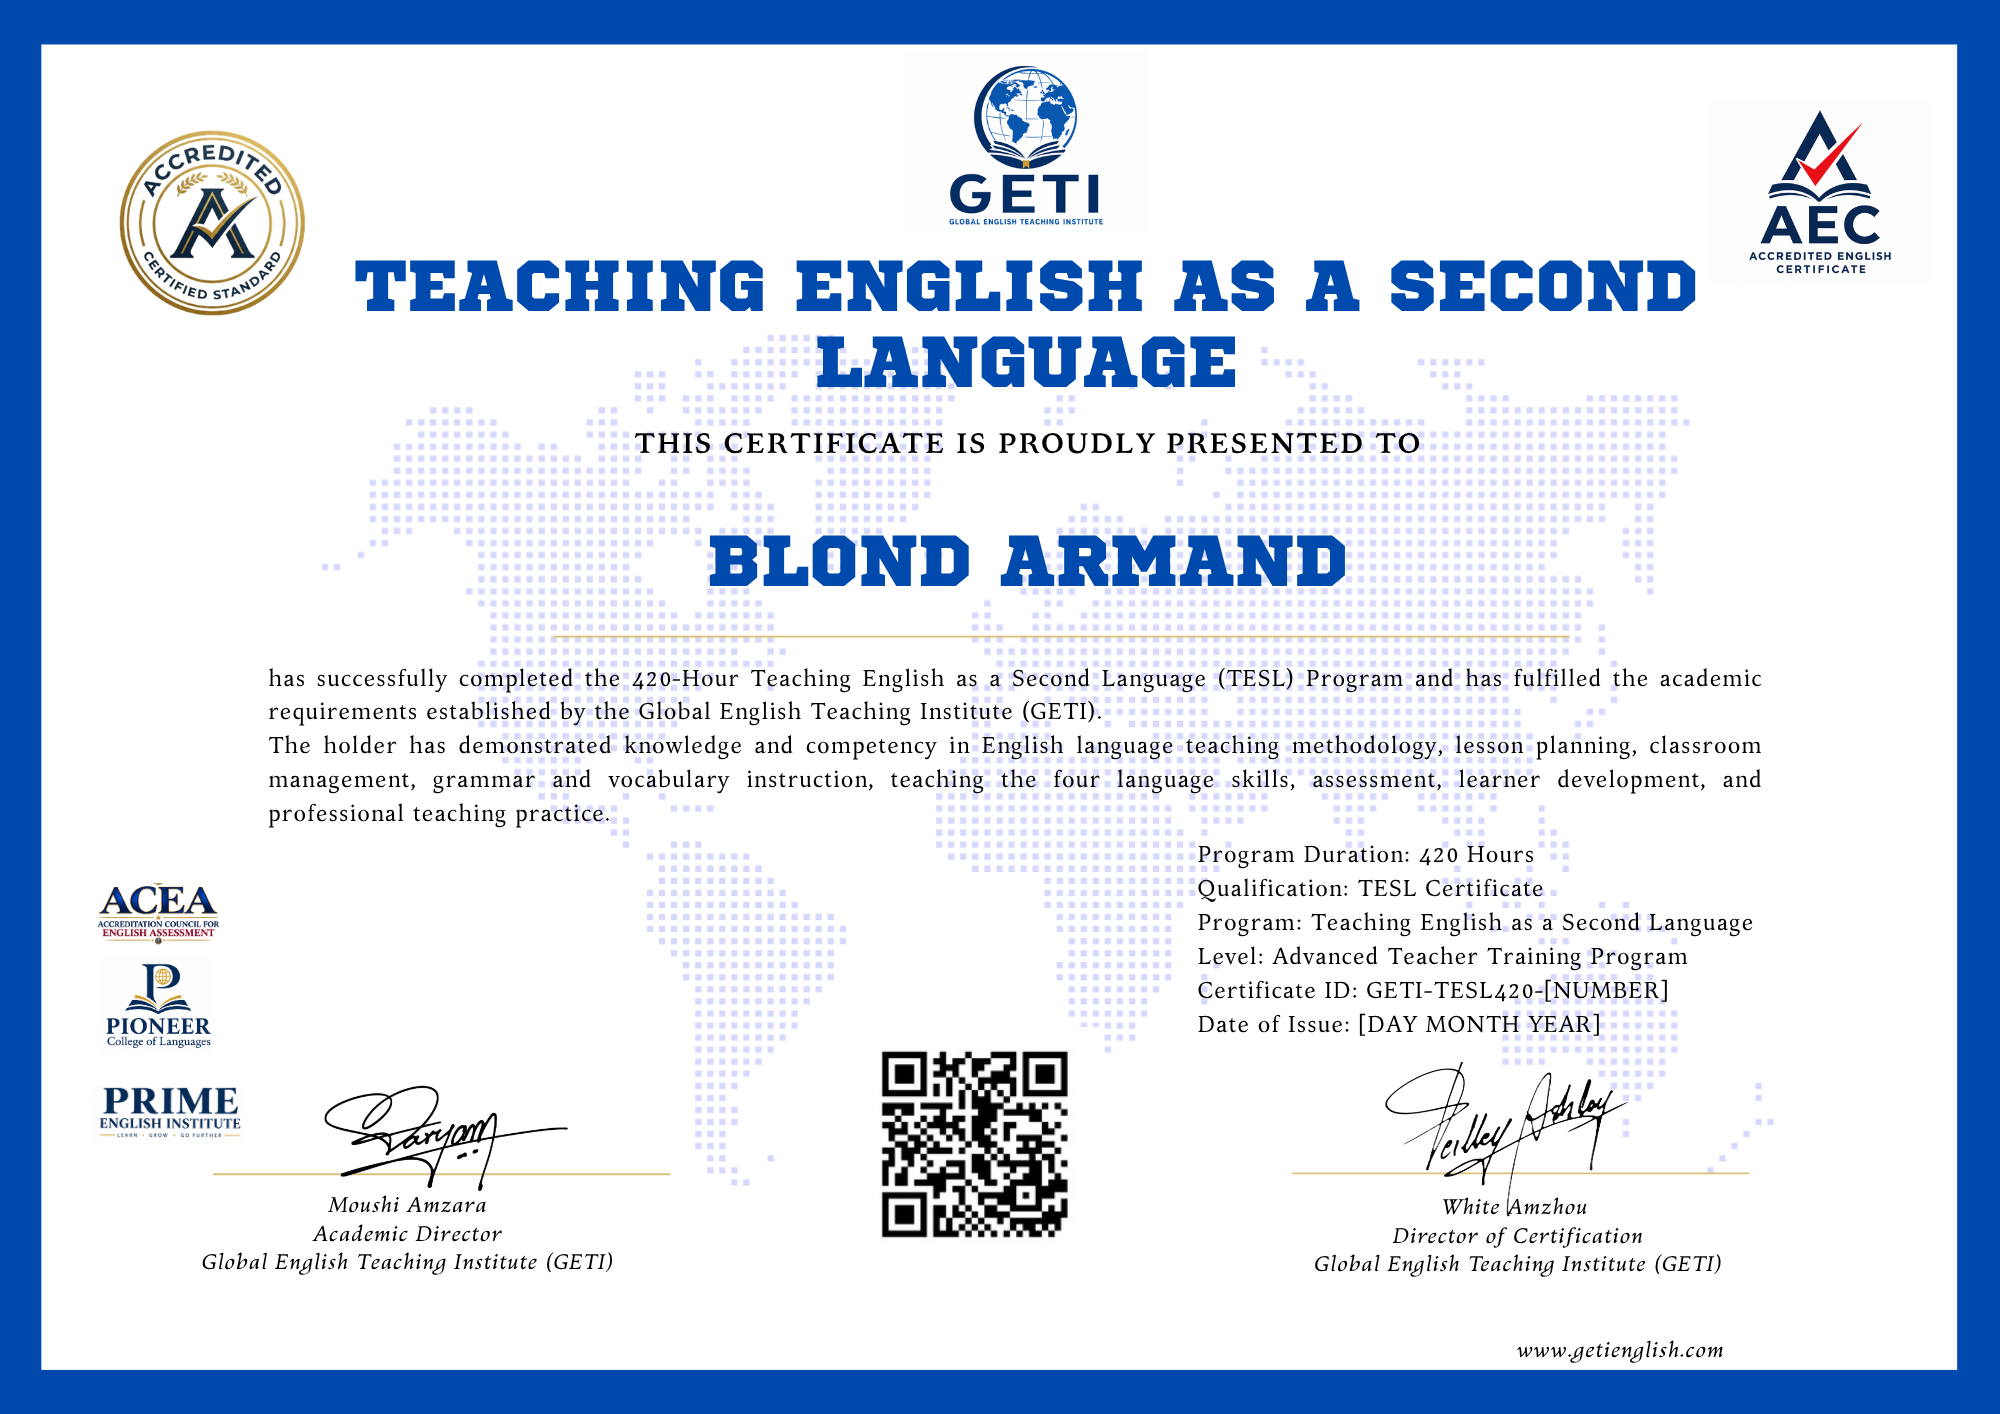 GETI
GLOBAL ENGLISH TEACHING INSTITUTE
ACCREDITED
CERTIFIED STANDARD
AEC
ACCREDITED ENGLISH
CERTIFICATE
TEACHING ENGLISH AS A SECOND
LANGUAGE
THIS CERTIFICATE IS PROUDLY PRESENTED TO
BLOND ARMAND
has successfully completed the 420-Hour Teaching English as a Second Language (TESL) Program and has fulfilled the academic
requirements established by the Global English Teaching Institute (GETI).
The holder has demonstrated knowledge and competency in English language teaching methodology, lesson planning, classroom
management, grammar and vocabulary instruction, teaching the four language skills, assessment, learner development, and
professional teaching practice.
Program Duration: 420 Hours
Qualification: TESL Certificate
Program: Teaching English as a Second Language
Level: Advanced Teacher Training Program
Certificate ID: GETI-TESL420-[NUMBER]
Date of Issue: [DAY MONTH YEAR]
ACEA
ACCREDITATION COUNCIL FOR
ENGLISH ASSESSMENT
PIONEER
College of Languages
PRIME
ENGLISH INSTITUTE
LEARN - GROW - GO FURTHER
Moushi Amzara
Academic Director
Global English Teaching Institute (GETI)
White Amzhou
Director of Certification
Global English Teaching Institute (GETI)
www.getienglish.com